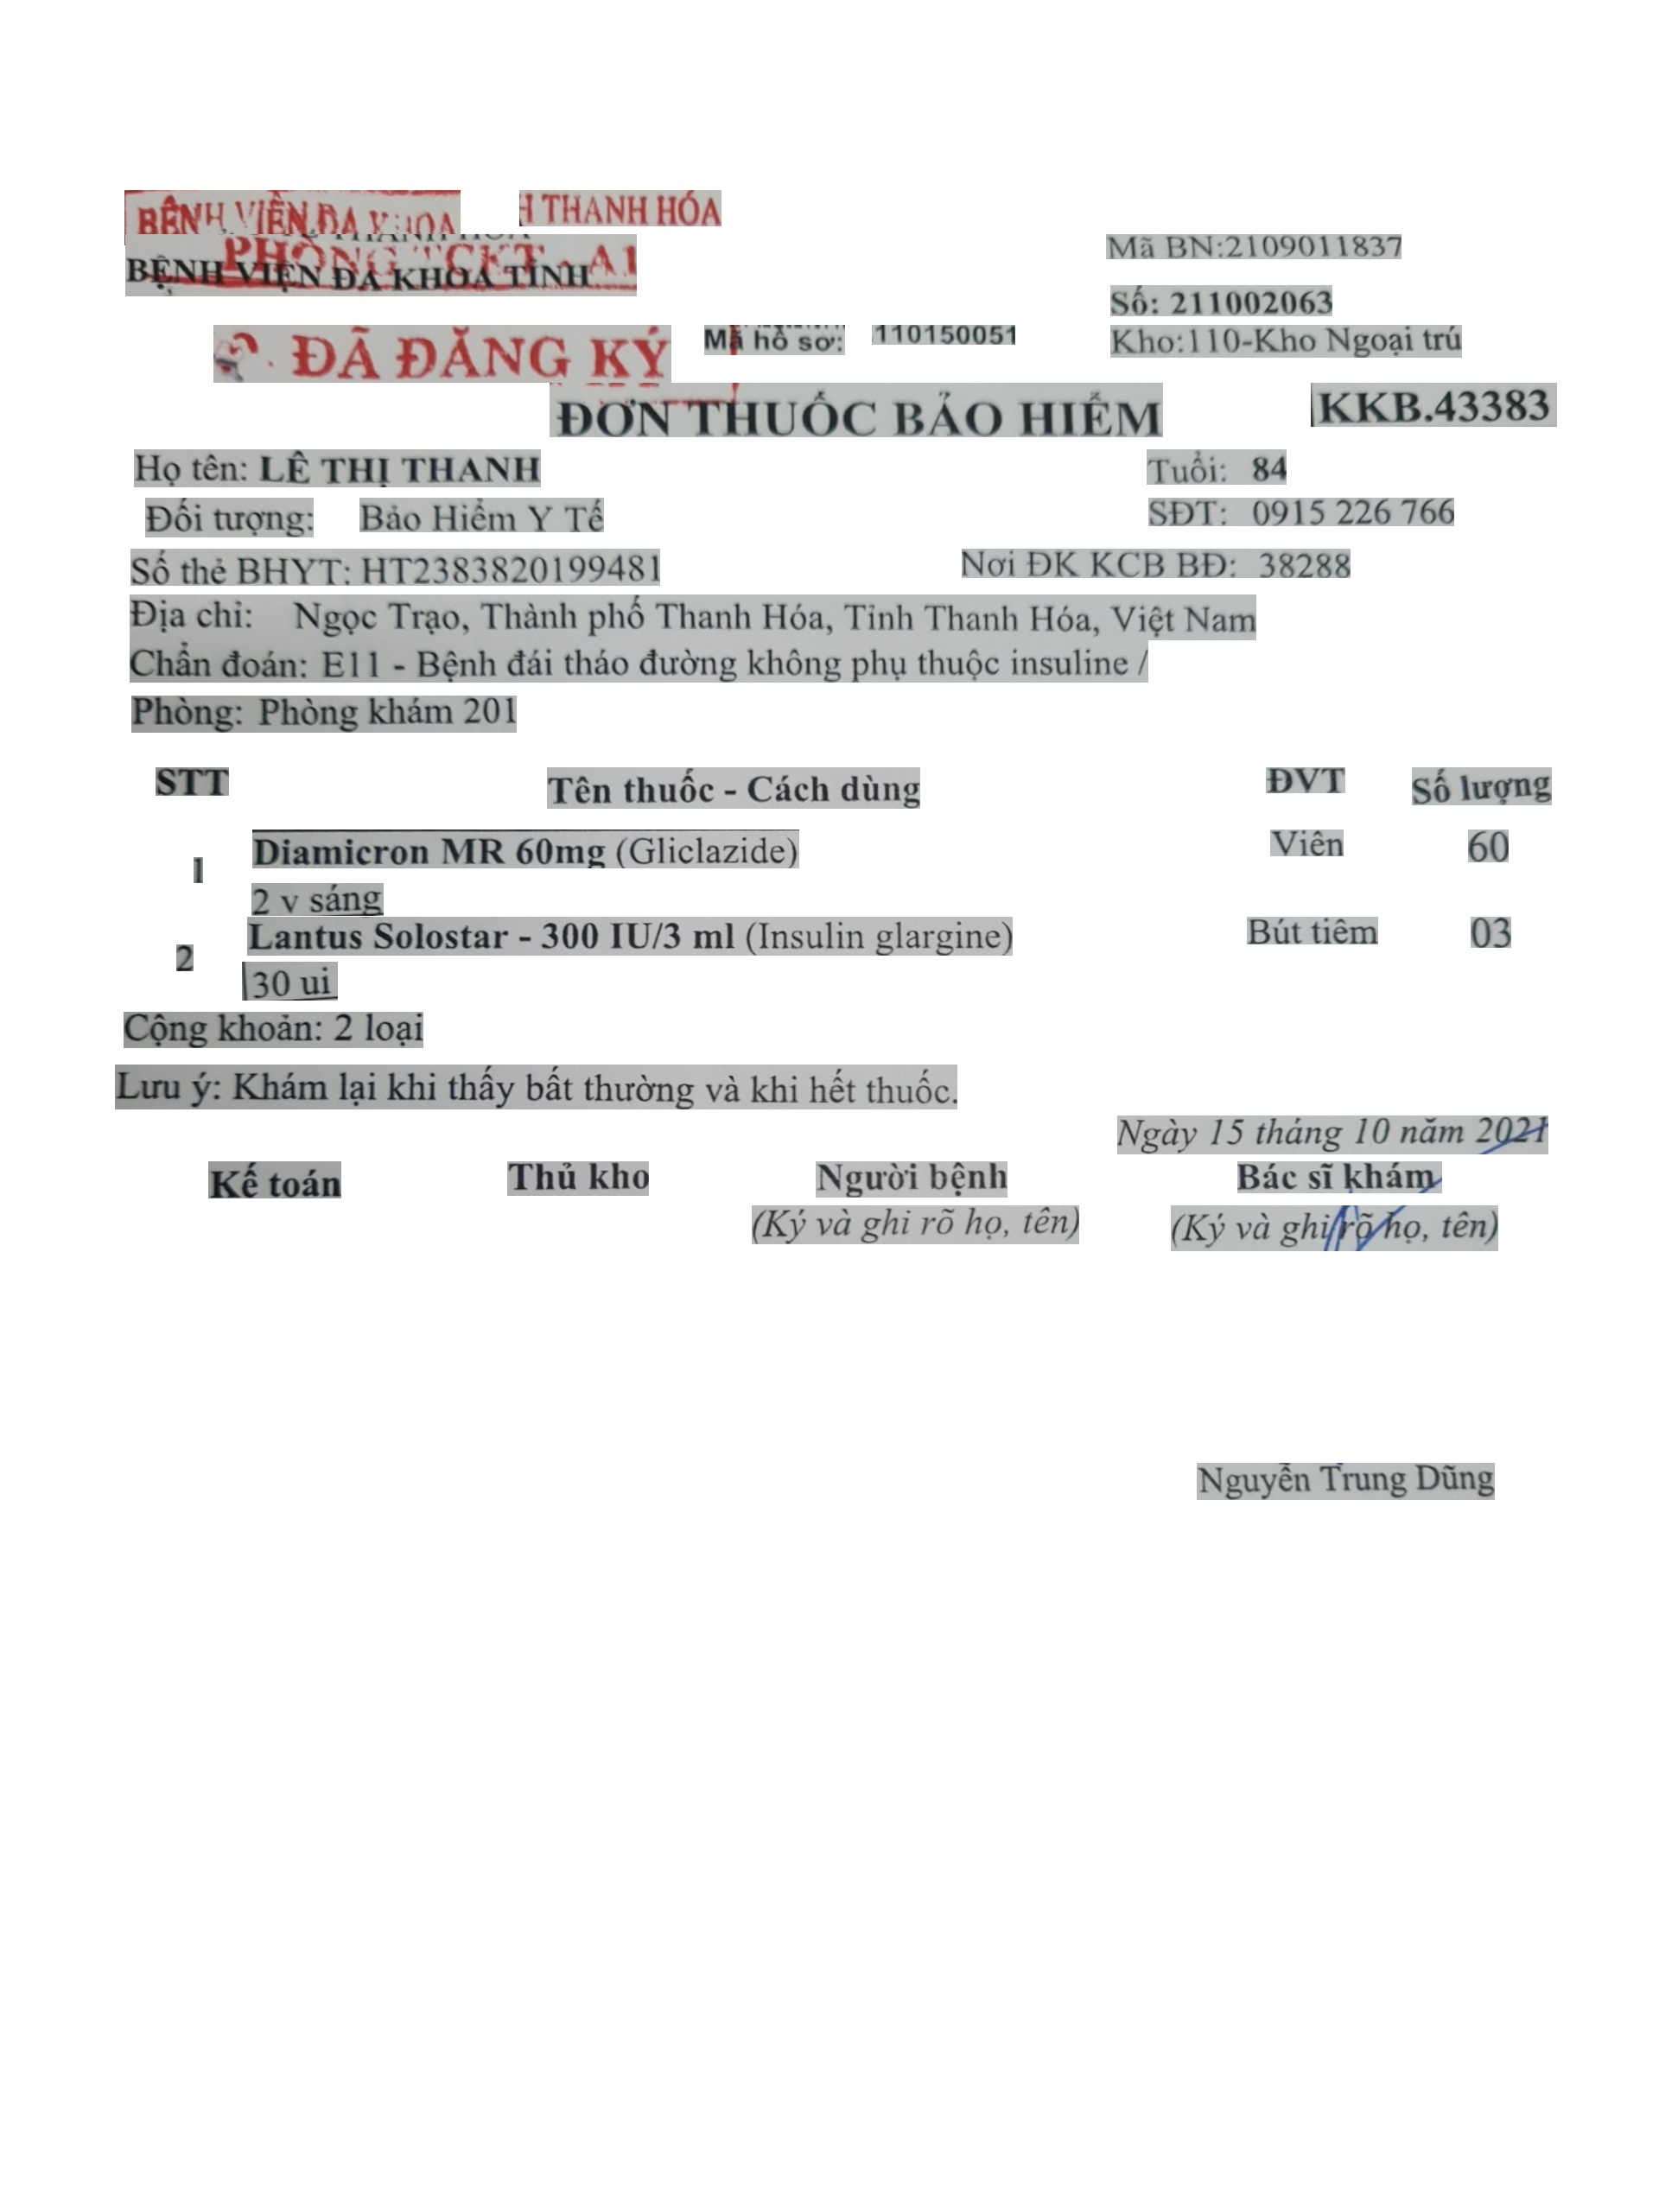 BỆNH VIỆN ĐA KHOA H THANH HÓA
PHÒNG TCKT - A1
BỆNH VIỆN ĐA KHOA TỈNH
Mã BN:2109011837
Số: 211002063
ĐÃ ĐĂNG KÝ Mã hồ sơ: 110150051 Kho:110-Kho Ngoại trú
ĐƠN THUỐC BẢO HIỂM KKB.43383
Họ tên: LÊ THỊ THANH Tuổi: 84
Đối tượng: Bảo Hiểm Y Tế SĐT: 0915 226 766
Số thẻ BHYT: HT2383820199481 Nơi ĐK KCB BĐ: 38288
Địa chỉ: Ngọc Trạo, Thành phố Thanh Hóa, Tỉnh Thanh Hóa, Việt Nam
Chẩn đoán: E11 - Bệnh đái tháo đường không phụ thuộc insuline /
Phòng: Phòng khám 201
STT Tên thuốc - Cách dùng ĐVT Số lượng
1 Diamicron MR 60mg (Gliclazide) Viên 60
2 v sáng
2 Lantus Solostar - 300 IU/3 ml (Insulin glargine) Bút tiêm 03
30 ui
Cộng khoản: 2 loại
Lưu ý: Khám lại khi thấy bất thường và khi hết thuốc.
Ngày 15 tháng 10 năm 2021
Kế toán Thủ kho Người bệnh Bác sĩ khám
(Ký và ghi rõ họ, tên) (Ký và ghi rõ họ, tên)
Nguyễn Trung Dũng